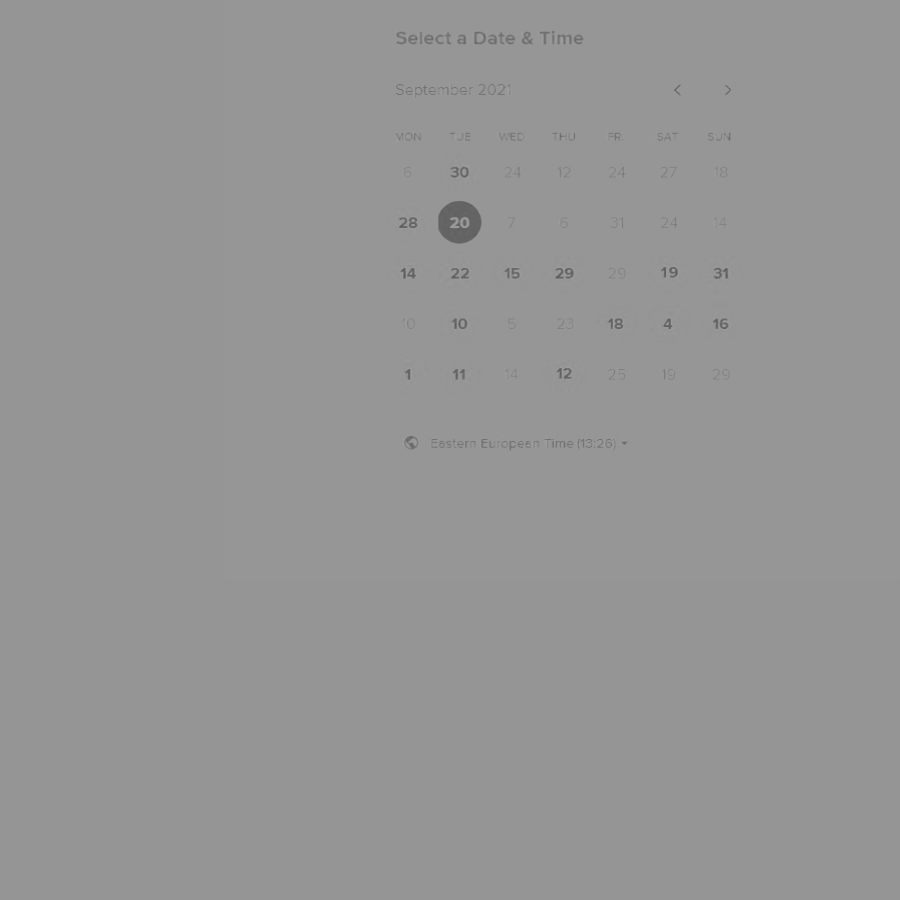 Select a Date & Time
September 2021
MON TUE WED THU FRI SAT SUN
6 30 24 12 24 27 18
28 20 7 6 31 24 14
14 22 15 29 29 19 31
10 10 5 23 18 4 16
1 11 14 12 25 19 29
Eastern European Time (13:26)